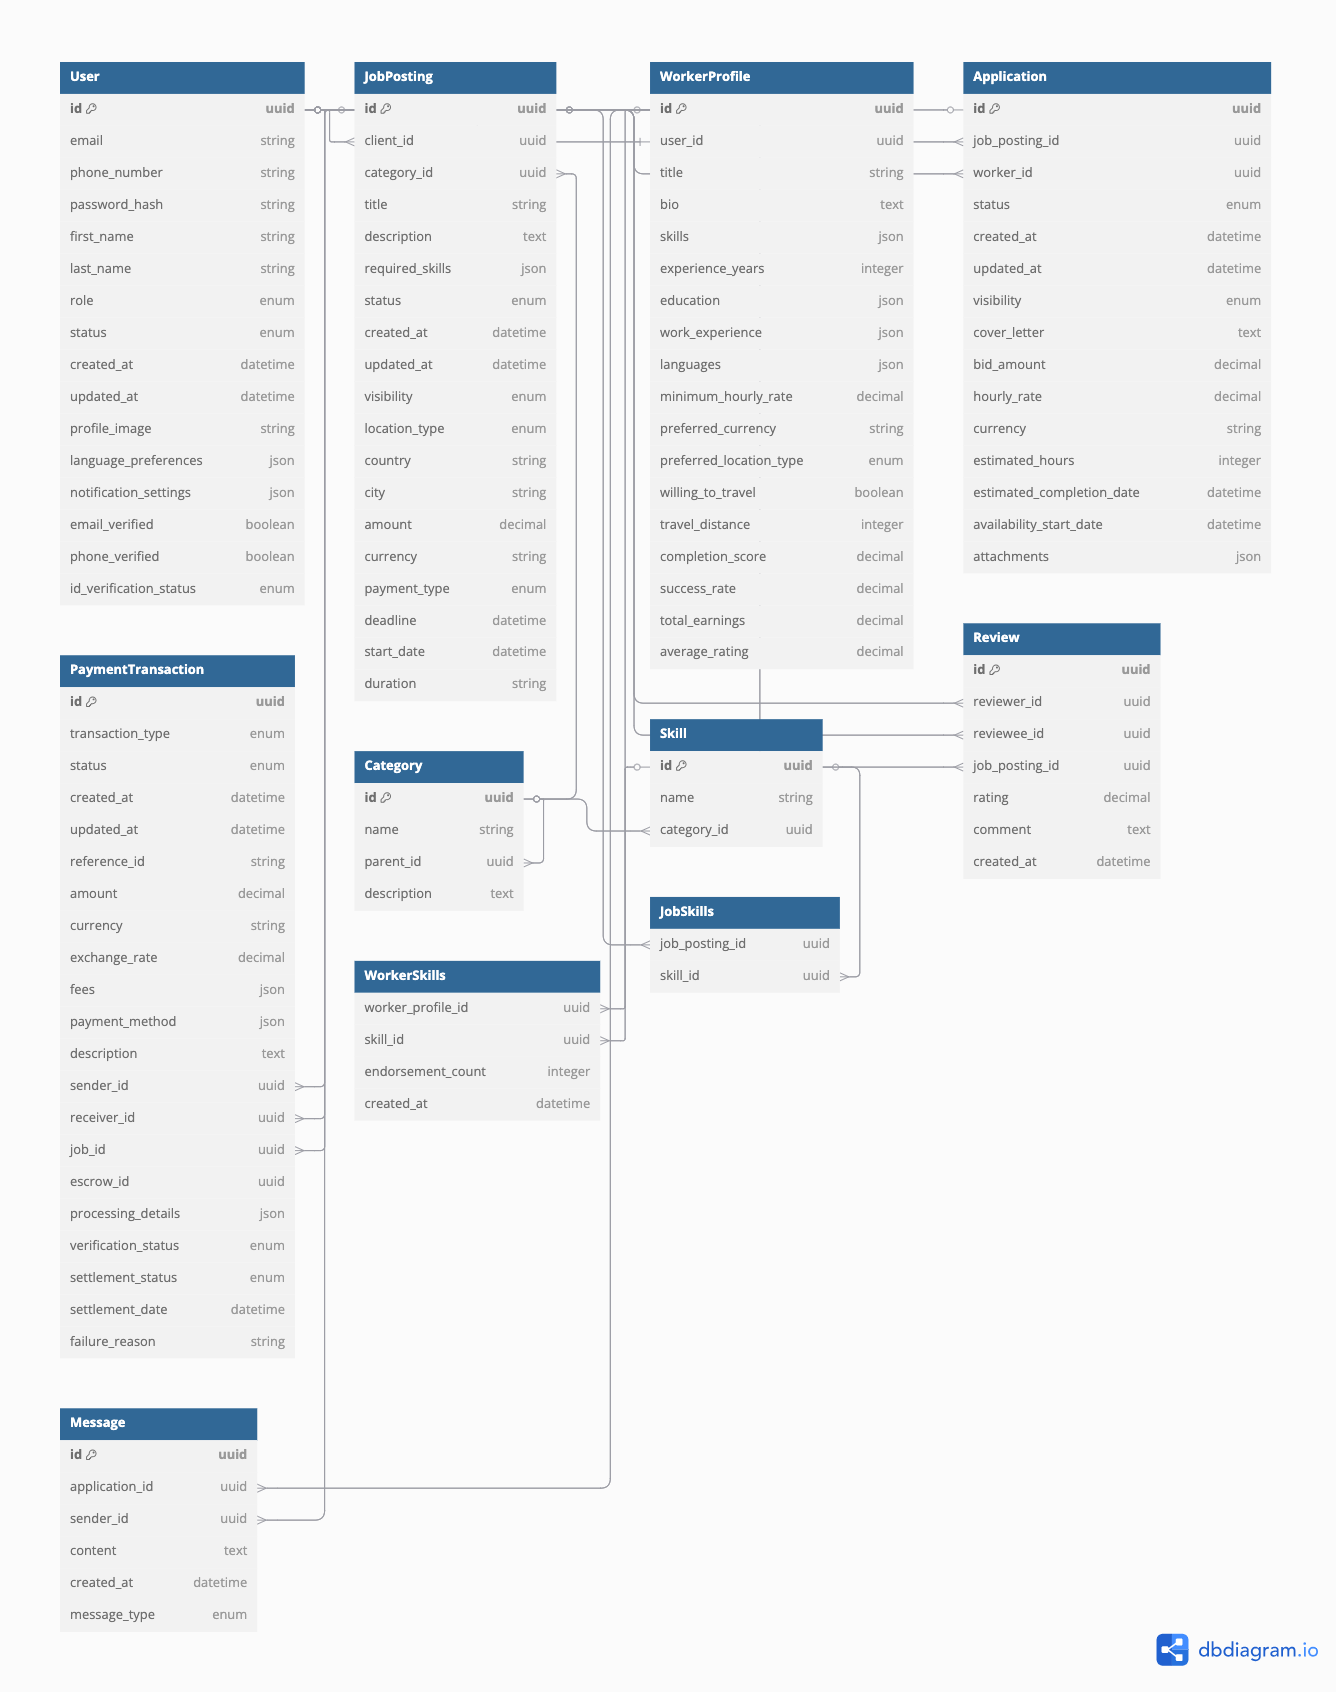 User
id uuid
email string
phone_number string
password_hash string
first_name string
last_name string
role enum
status enum
created_at datetime
updated_at datetime
profile_image string
language_preferences json
notification_settings json
email_verified boolean
phone_verified boolean
id_verification_status enum
JobPosting
id uuid
client_id uuid
category_id uuid
title string
description text
required_skills json
status enum
created_at datetime
updated_at datetime
visibility enum
location_type enum
country string
city string
amount decimal
currency string
payment_type enum
deadline datetime
start_date datetime
duration string
WorkerProfile
id uuid
user_id uuid
title string
bio text
skills json
experience_years integer
education json
work_experience json
languages json
minimum_hourly_rate decimal
preferred_currency string
preferred_location_type enum
willing_to_travel boolean
travel_distance integer
completion_score decimal
success_rate decimal
total_earnings decimal
average_rating decimal
Application
id uuid
job_posting_id uuid
worker_id uuid
status enum
created_at datetime
updated_at datetime
visibility enum
cover_letter text
bid_amount decimal
hourly_rate decimal
currency string
estimated_hours integer
estimated_completion_date datetime
availability_start_date datetime
attachments json
Review
id uuid
reviewer_id uuid
reviewee_id uuid
job_posting_id uuid
rating decimal
comment text
created_at datetime
PaymentTransaction
id uuid
transaction_type enum
status enum
created_at datetime
updated_at datetime
reference_id string
amount decimal
currency string
exchange_rate decimal
fees json
payment_method json
description text
sender_id uuid
receiver_id uuid
job_id uuid
escrow_id uuid
processing_details json
verification_status enum
settlement_status enum
settlement_date datetime
failure_reason string
Category
id uuid
name string
parent_id uuid
description text
Skill
id uuid
name string
category_id uuid
JobSkills
job_posting_id uuid
skill_id uuid
WorkerSkills
worker_profile_id uuid
skill_id uuid
endorsement_count integer
created_at datetime
Message
id uuid
application_id uuid
sender_id uuid
content text
created_at datetime
message_type enum
dbdiagram.io